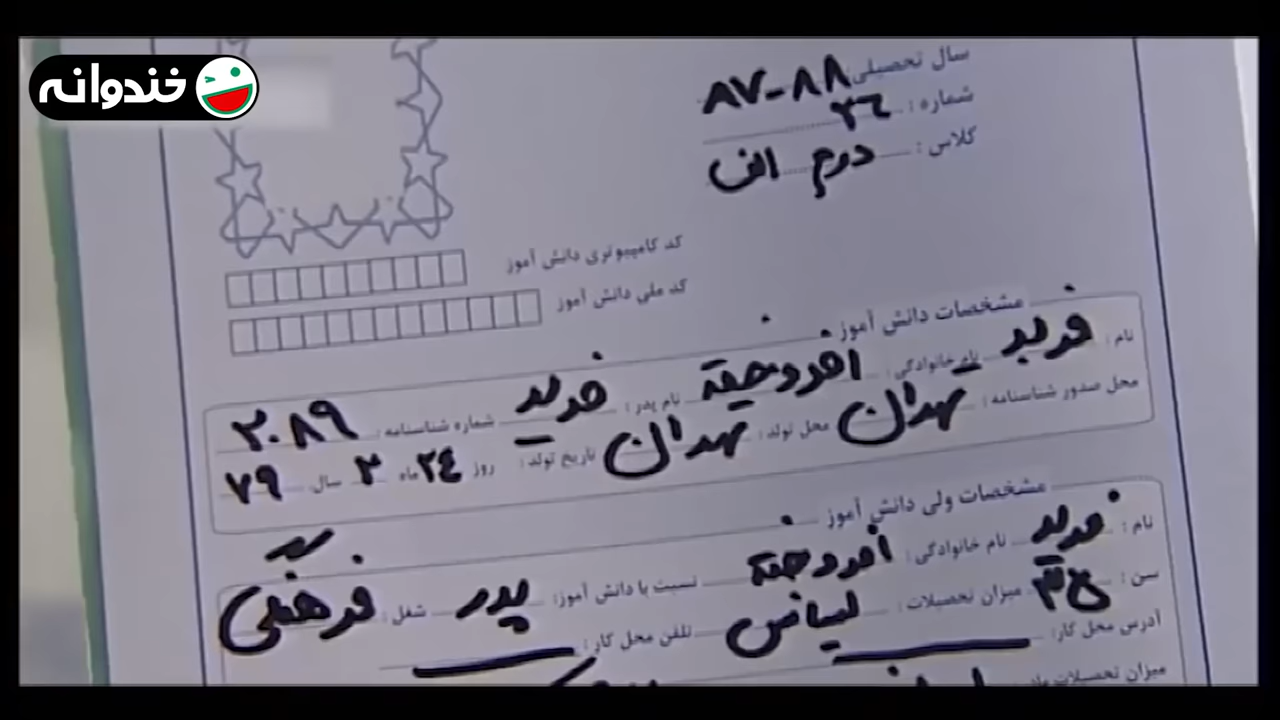 خندوانه
سال تحصیلی ۸۷-۸۸
شماره : ۲۶
کلاس : دوم الف
کد کامپیوتری دانش آموز
کد ملی دانش آموز
مشخصات دانش آموز
نام : فرید نام خانوادگی : افروخته نام پدر : فرید شماره شناسنامه : ۲۰۸۹
محل صدور شناسنامه : تهران محل تولد : تهران تاریخ تولد : روز ۲۴ ماه ۳ سال ۷۹
مشخصات ولی دانش آموز
نام : فرید نام خانوادگی : افروخته نسبت با دانش آموز : پدر شغل : فرهنگی
سن : ۳۵ میزان تحصیلات : لیسانس تلفن محل کار :
آدرس محل کار :
میزان تحصیلات